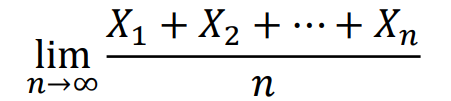 lim n→∞ X₁ + X₂ + ⋯ + Xₙ / n